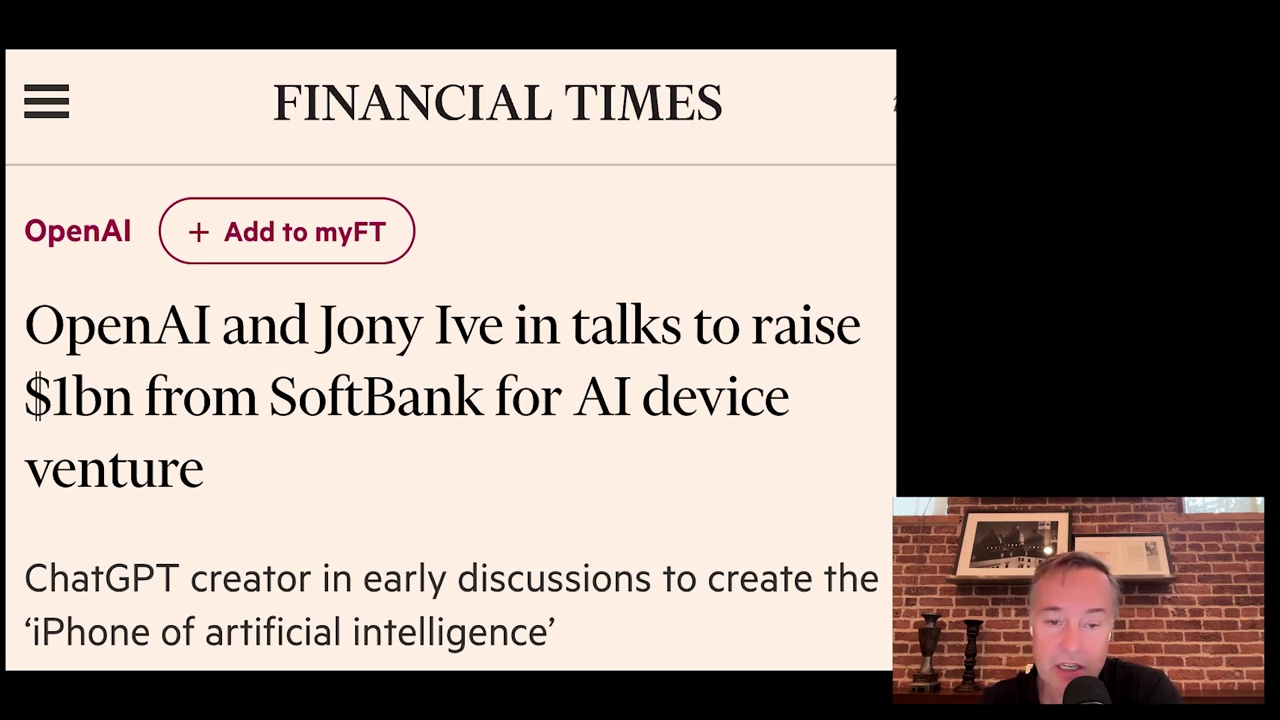 FINANCIAL TIMES
OpenAI
+ Add to myFT
OpenAI and Jony Ive in talks to raise
$1bn from SoftBank for AI device
venture
ChatGPT creator in early discussions to create the
‘iPhone of artificial intelligence’